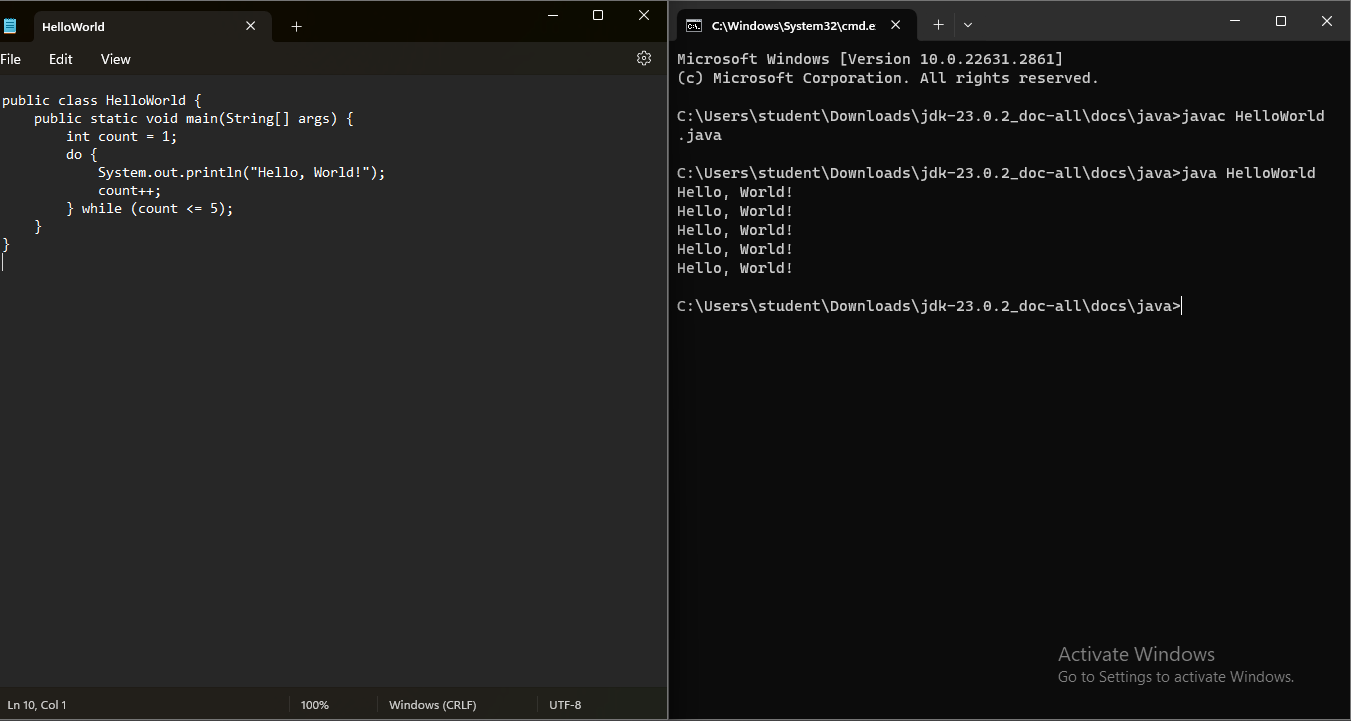 HelloWorld
File Edit View
public class HelloWorld {
    public static void main(String[] args) {
        int count = 1;
        do {
            System.out.println("Hello, World!");
            count++;
        } while (count <= 5);
    }
}
Ln 10, Col 1 100% Windows (CRLF) UTF-8
C:\Windows\System32\cmd.e
Microsoft Windows [Version 10.0.22631.2861]
(c) Microsoft Corporation. All rights reserved.
C:\Users\student\Downloads\jdk-23.0.2_doc-all\docs\java>javac HelloWorld
.java
C:\Users\student\Downloads\jdk-23.0.2_doc-all\docs\java>java HelloWorld
Hello, World!
Hello, World!
Hello, World!
Hello, World!
Hello, World!
C:\Users\student\Downloads\jdk-23.0.2_doc-all\docs\java>
Activate Windows
Go to Settings to activate Windows.